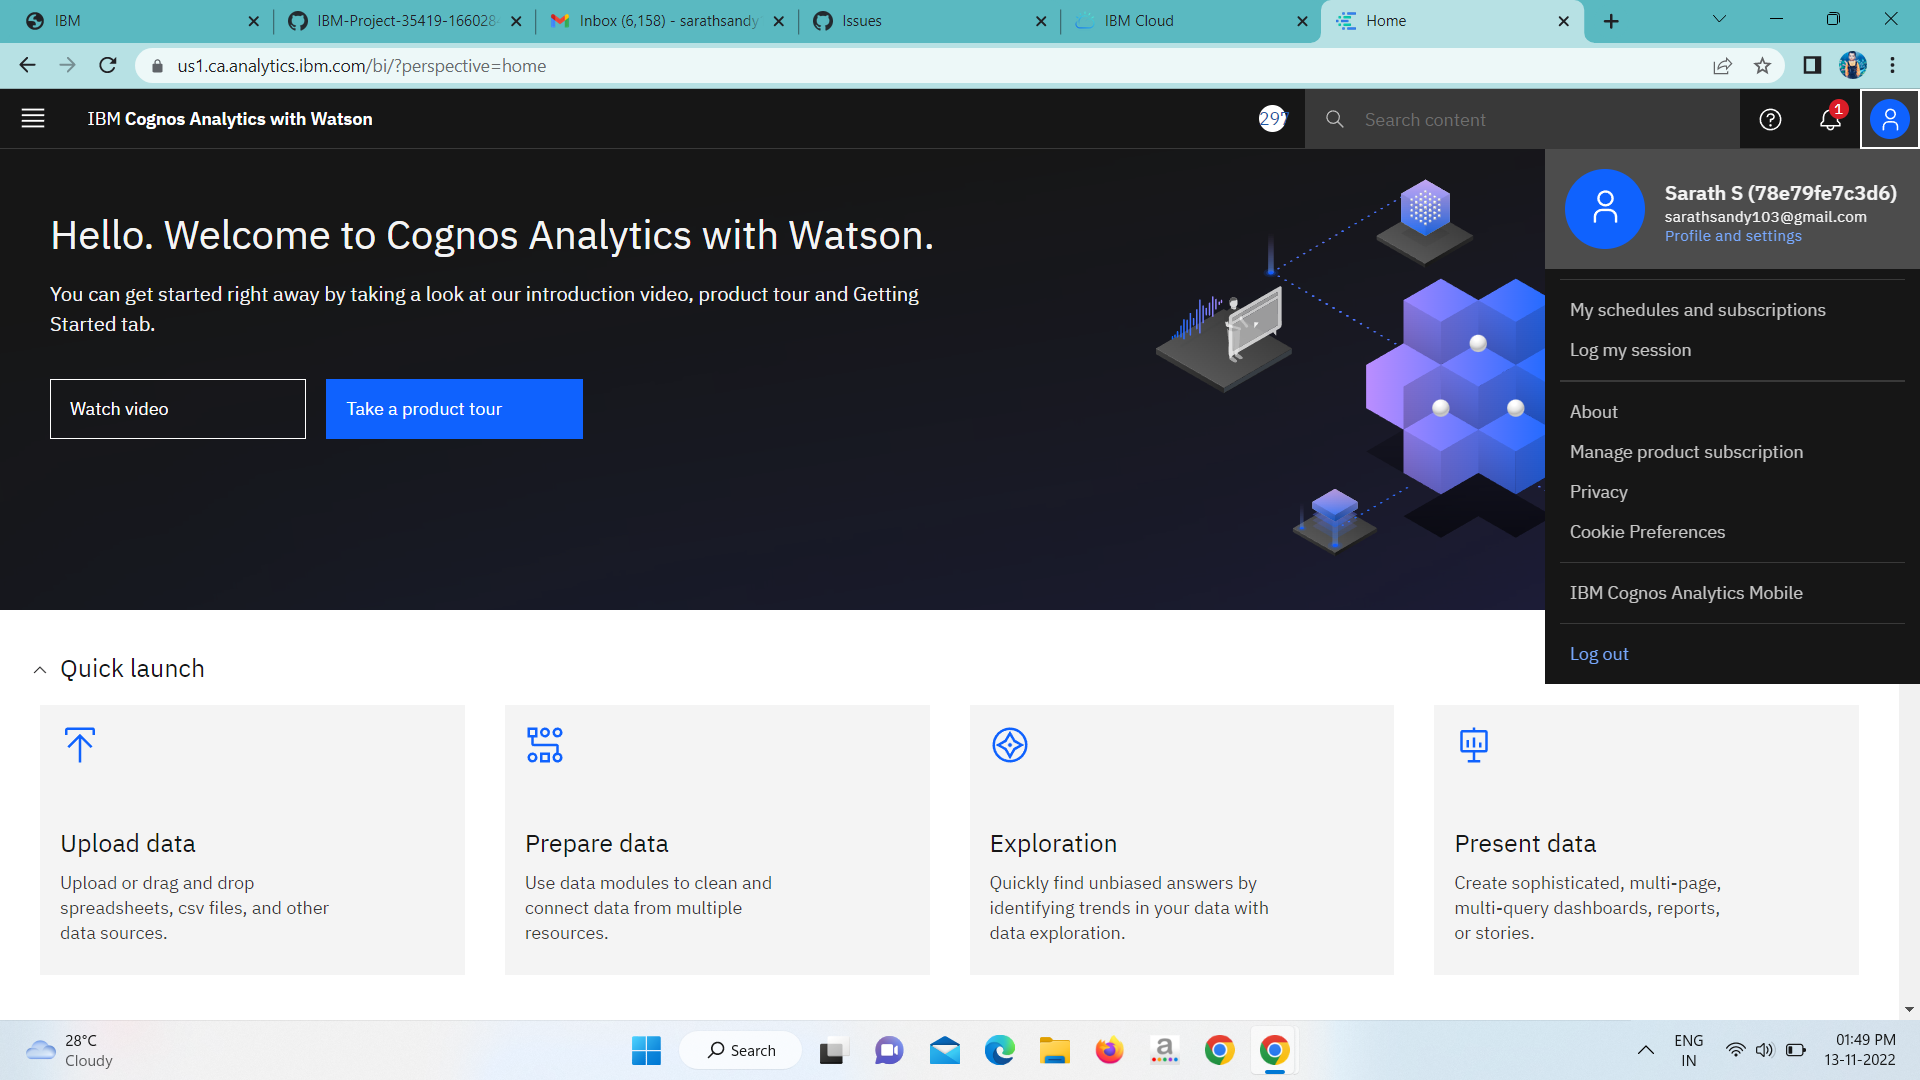 IBM
IBM-Project-35419-166028
Inbox (6,158) - sarathsandy
Issues
IBM Cloud
Home
us1.ca.analytics.ibm.com/bi/?perspective=home
IBM Cognos Analytics with Watson
297
Search content
1
Sarath S (78e79fe7c3d6)
sarathsandy103@gmail.com
Profile and settings
Hello. Welcome to Cognos Analytics with Watson.
You can get started right away by taking a look at our introduction video, product tour and Getting
Started tab.
Watch video
Take a product tour
My schedules and subscriptions
Log my session
About
Manage product subscription
Privacy
Cookie Preferences
IBM Cognos Analytics Mobile
Log out
Quick launch
Upload data
Upload or drag and drop
spreadsheets, csv files, and other
data sources.
Prepare data
Use data modules to clean and
connect data from multiple
resources.
Exploration
Quickly find unbiased answers by
identifying trends in your data with
data exploration.
Present data
Create sophisticated, multi-page,
multi-query dashboards, reports,
or stories.
28°C
Cloudy
Search
a
ENG
IN
01:49 PM
13-11-2022